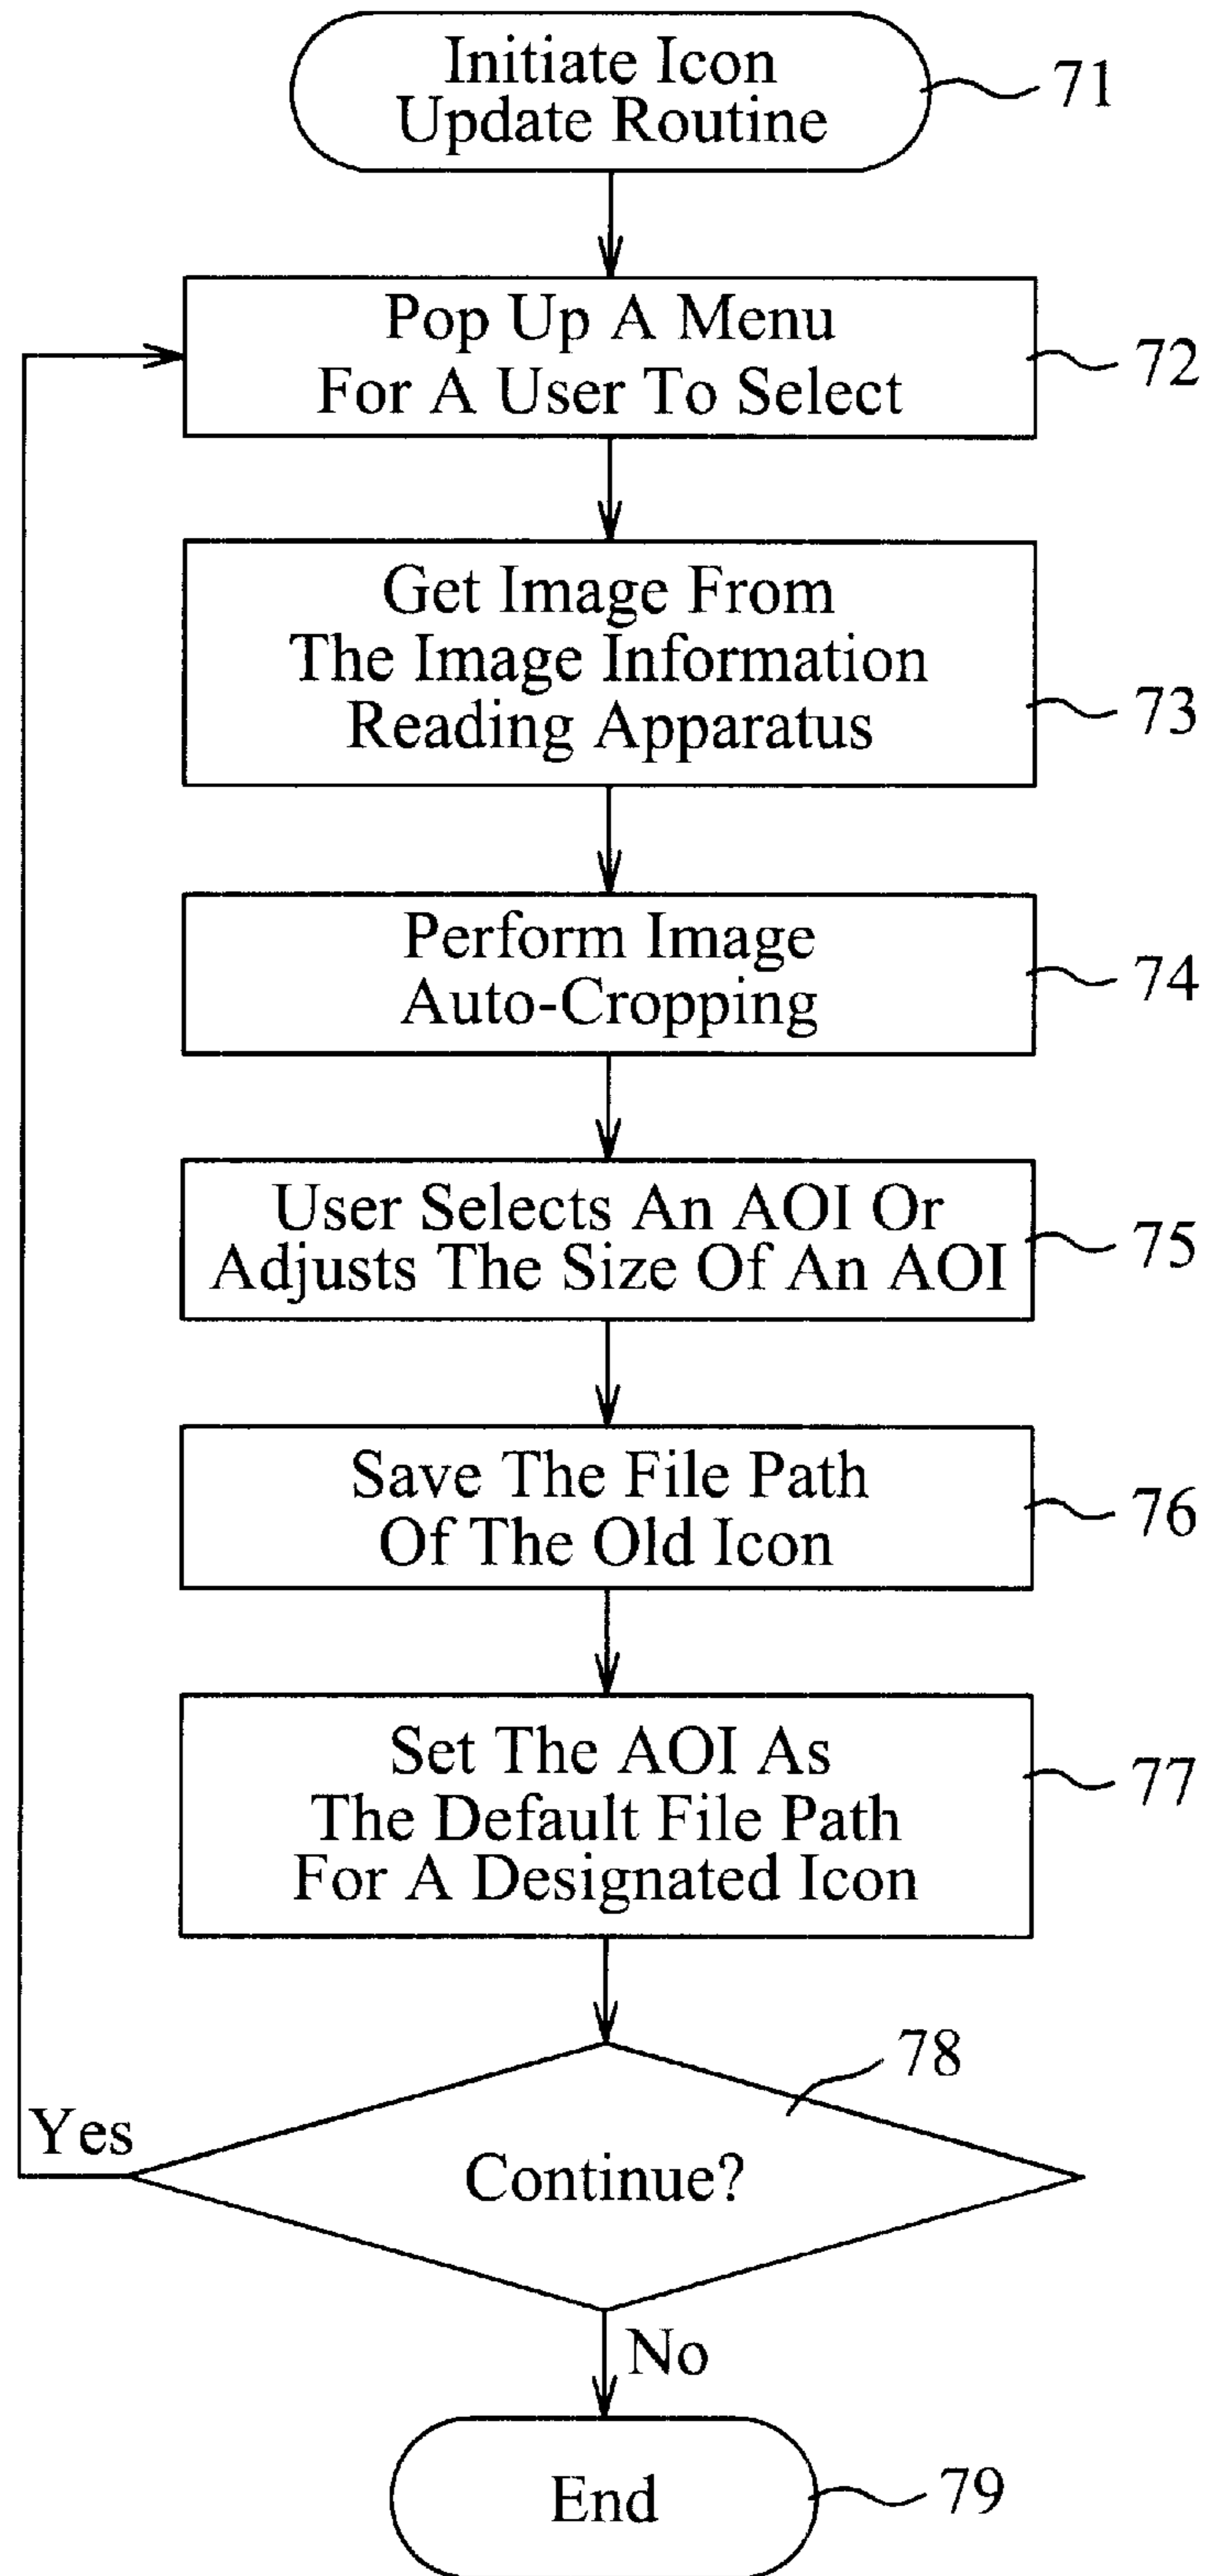 Initiate Icon
Update Routine
71
Pop Up A Menu
For A User To Select
72
Get Image From
The Image Information
Reading Apparatus
73
Perform Image
Auto-Cropping
74
User Selects An AOI Or
Adjusts The Size Of An AOI
75
Save The File Path
Of The Old Icon
76
Set The AOI As
The Default File Path
For A Designated Icon
77
78
Yes
Continue?
No
End
79